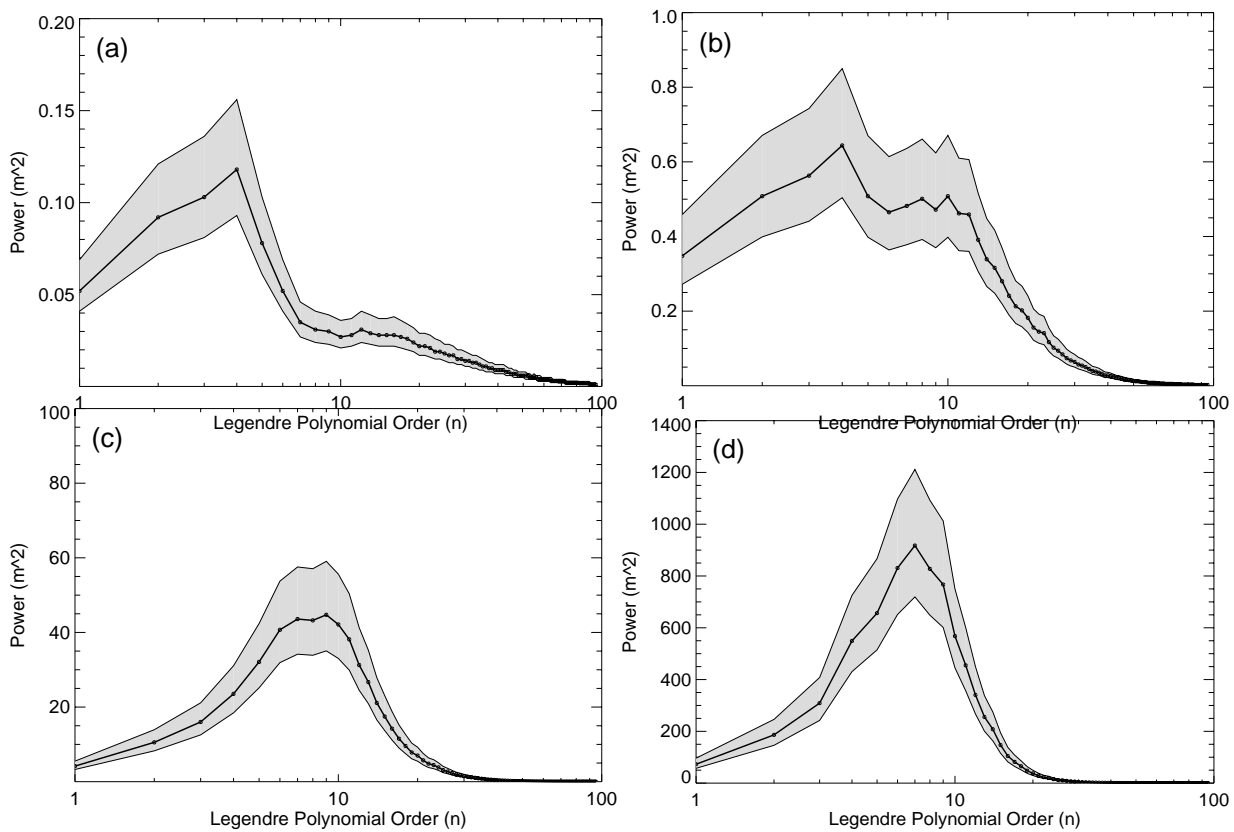 (a)
0.20
0.15
0.10
0.05
Power (m^2)
1
10
100
Legendre Polynomial Order (n)
(b)
1.0
0.8
0.6
0.4
0.2
Power (m^2)
1
10
100
Legendre Polynomial Order (n)
(c)
100
80
60
40
20
Power (m^2)
1
10
100
Legendre Polynomial Order (n)
(d)
1400
1200
1000
800
600
400
200
0
Power (m^2)
1
10
100
Legendre Polynomial Order (n)